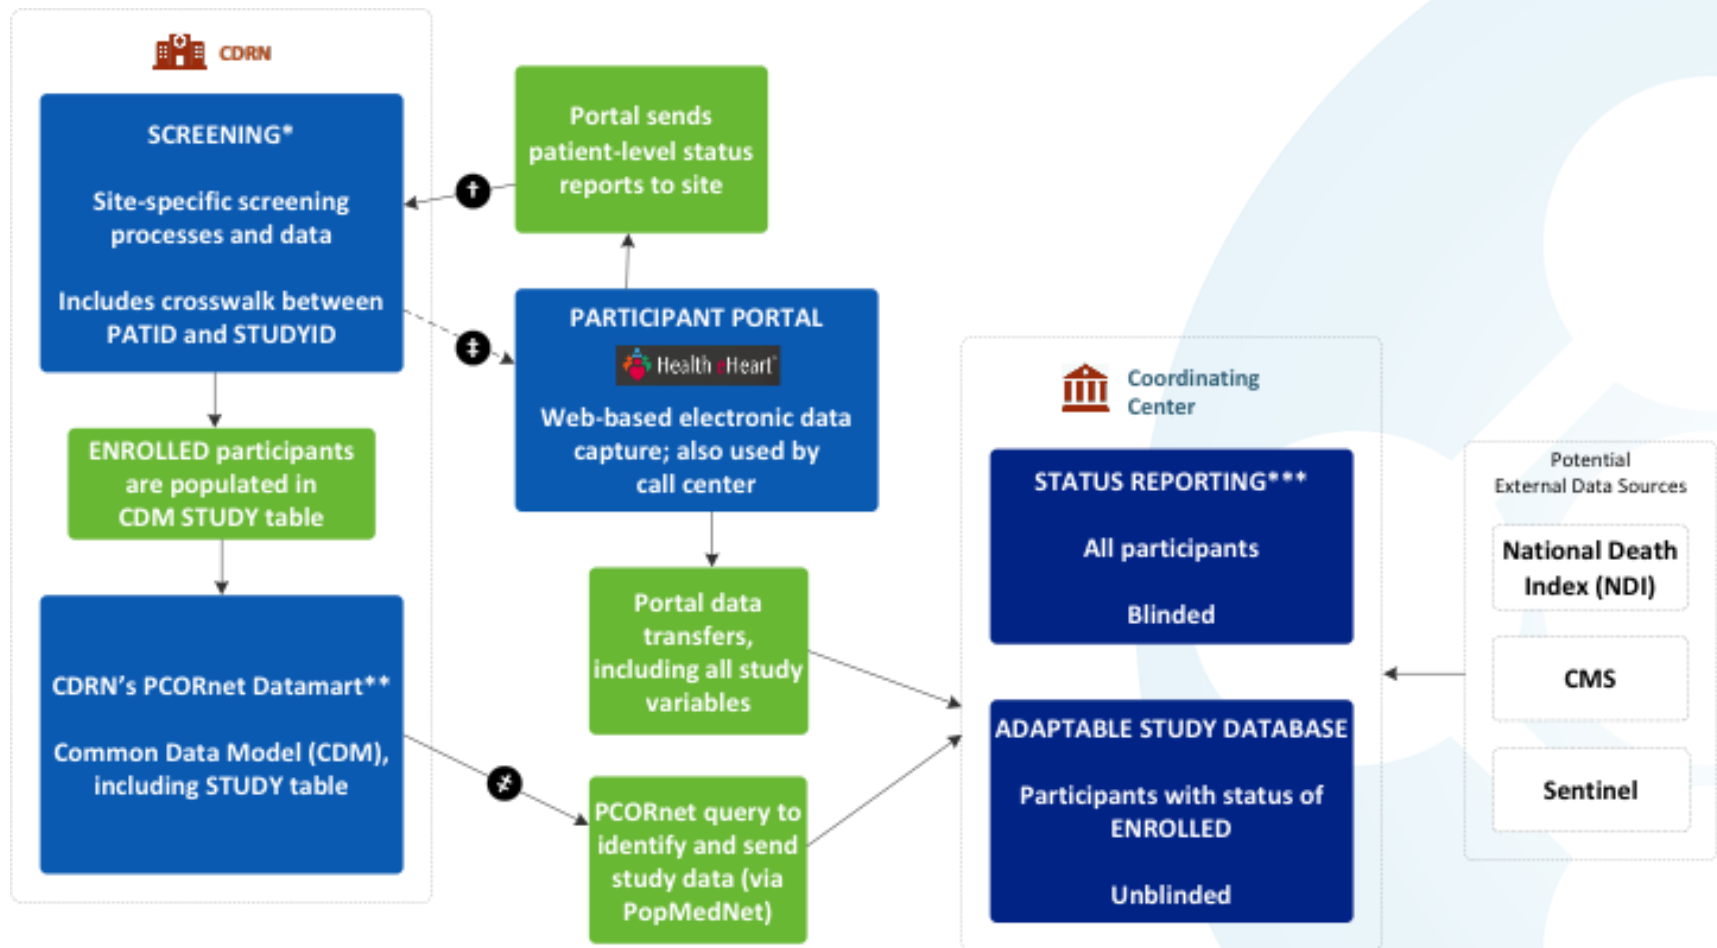 CDRN
SCREENING*
Site-specific screening
processes and data
Includes crosswalk between
PATID and STUDYID
ENROLLED participants
are populated in
CDM STUDY table
CDRN's PCORnet Datamart**
Common Data Model (CDM),
including STUDY table
Portal sends
patient-level status
reports to site
†
‡
PARTICIPANT PORTAL
Health eHeart
Web-based electronic data
capture; also used by
call center
Portal data
transfers,
including all study
variables
≠
PCORnet query to
identify and send
study data (via
PopMedNet)
Coordinating
Center
STATUS REPORTING***
All participants
Blinded
ADAPTABLE STUDY DATABASE
Participants with status of
ENROLLED
Unblinded
Potential
External Data Sources
National Death
Index (NDI)
CMS
Sentinel